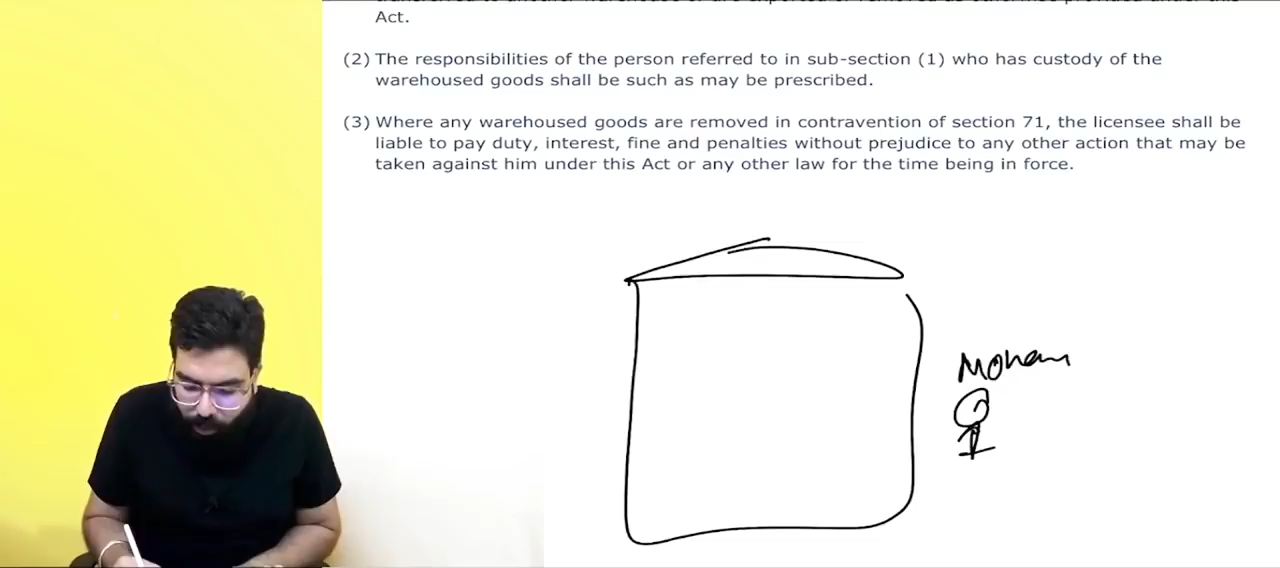 Act.
(2) The responsibilities of the person referred to in sub-section (1) who has custody of the
warehoused goods shall be such as may be prescribed.
(3) Where any warehoused goods are removed in contravention of section 71, the licensee shall be
liable to pay duty, interest, fine and penalties without prejudice to any other action that may be
taken against him under this Act or any other law for the time being in force.
Mohan